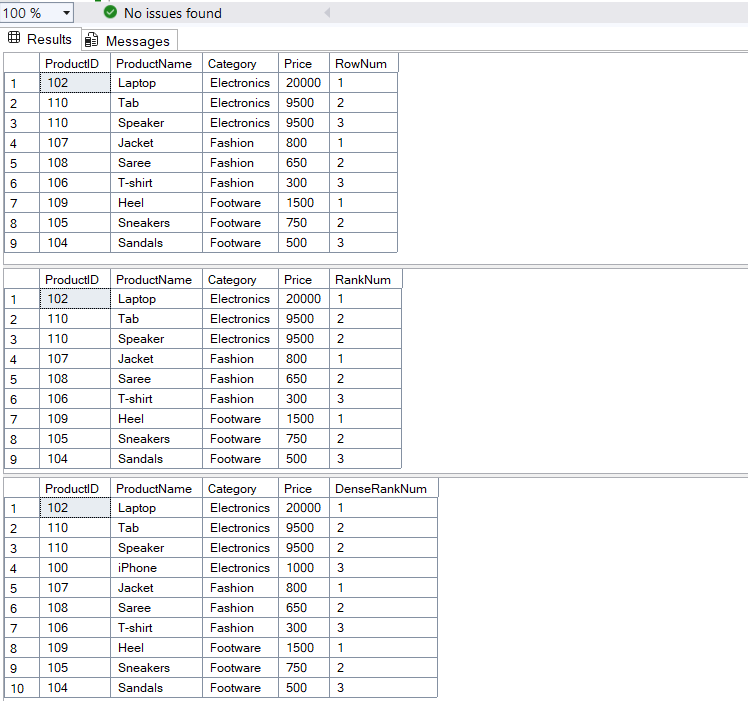 100 % No issues found
Results Messages
ProductID ProductName Category Price RowNum
1 102 Laptop Electronics 20000 1
2 110 Tab Electronics 9500 2
3 110 Speaker Electronics 9500 3
4 107 Jacket Fashion 800 1
5 108 Saree Fashion 650 2
6 106 T-shirt Fashion 300 3
7 109 Heel Footware 1500 1
8 105 Sneakers Footware 750 2
9 104 Sandals Footware 500 3
ProductID ProductName Category Price RankNum
1 102 Laptop Electronics 20000 1
2 110 Tab Electronics 9500 2
3 110 Speaker Electronics 9500 2
4 107 Jacket Fashion 800 1
5 108 Saree Fashion 650 2
6 106 T-shirt Fashion 300 3
7 109 Heel Footware 1500 1
8 105 Sneakers Footware 750 2
9 104 Sandals Footware 500 3
ProductID ProductName Category Price DenseRankNum
1 102 Laptop Electronics 20000 1
2 110 Tab Electronics 9500 2
3 110 Speaker Electronics 9500 2
4 100 iPhone Electronics 1000 3
5 107 Jacket Fashion 800 1
6 108 Saree Fashion 650 2
7 106 T-shirt Fashion 300 3
8 109 Heel Footware 1500 1
9 105 Sneakers Footware 750 2
10 104 Sandals Footware 500 3